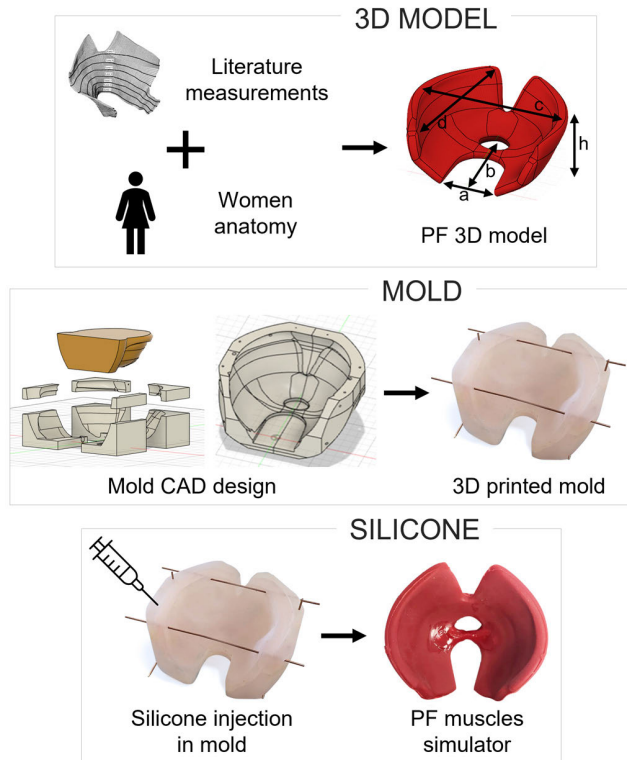 3D MODEL
Literature
measurements
Women
anatomy
c
d
h
b
a
PF 3D model
MOLD
Mold CAD design
3D printed mold
SILICONE
Silicone injection
in mold
PF muscles
simulator